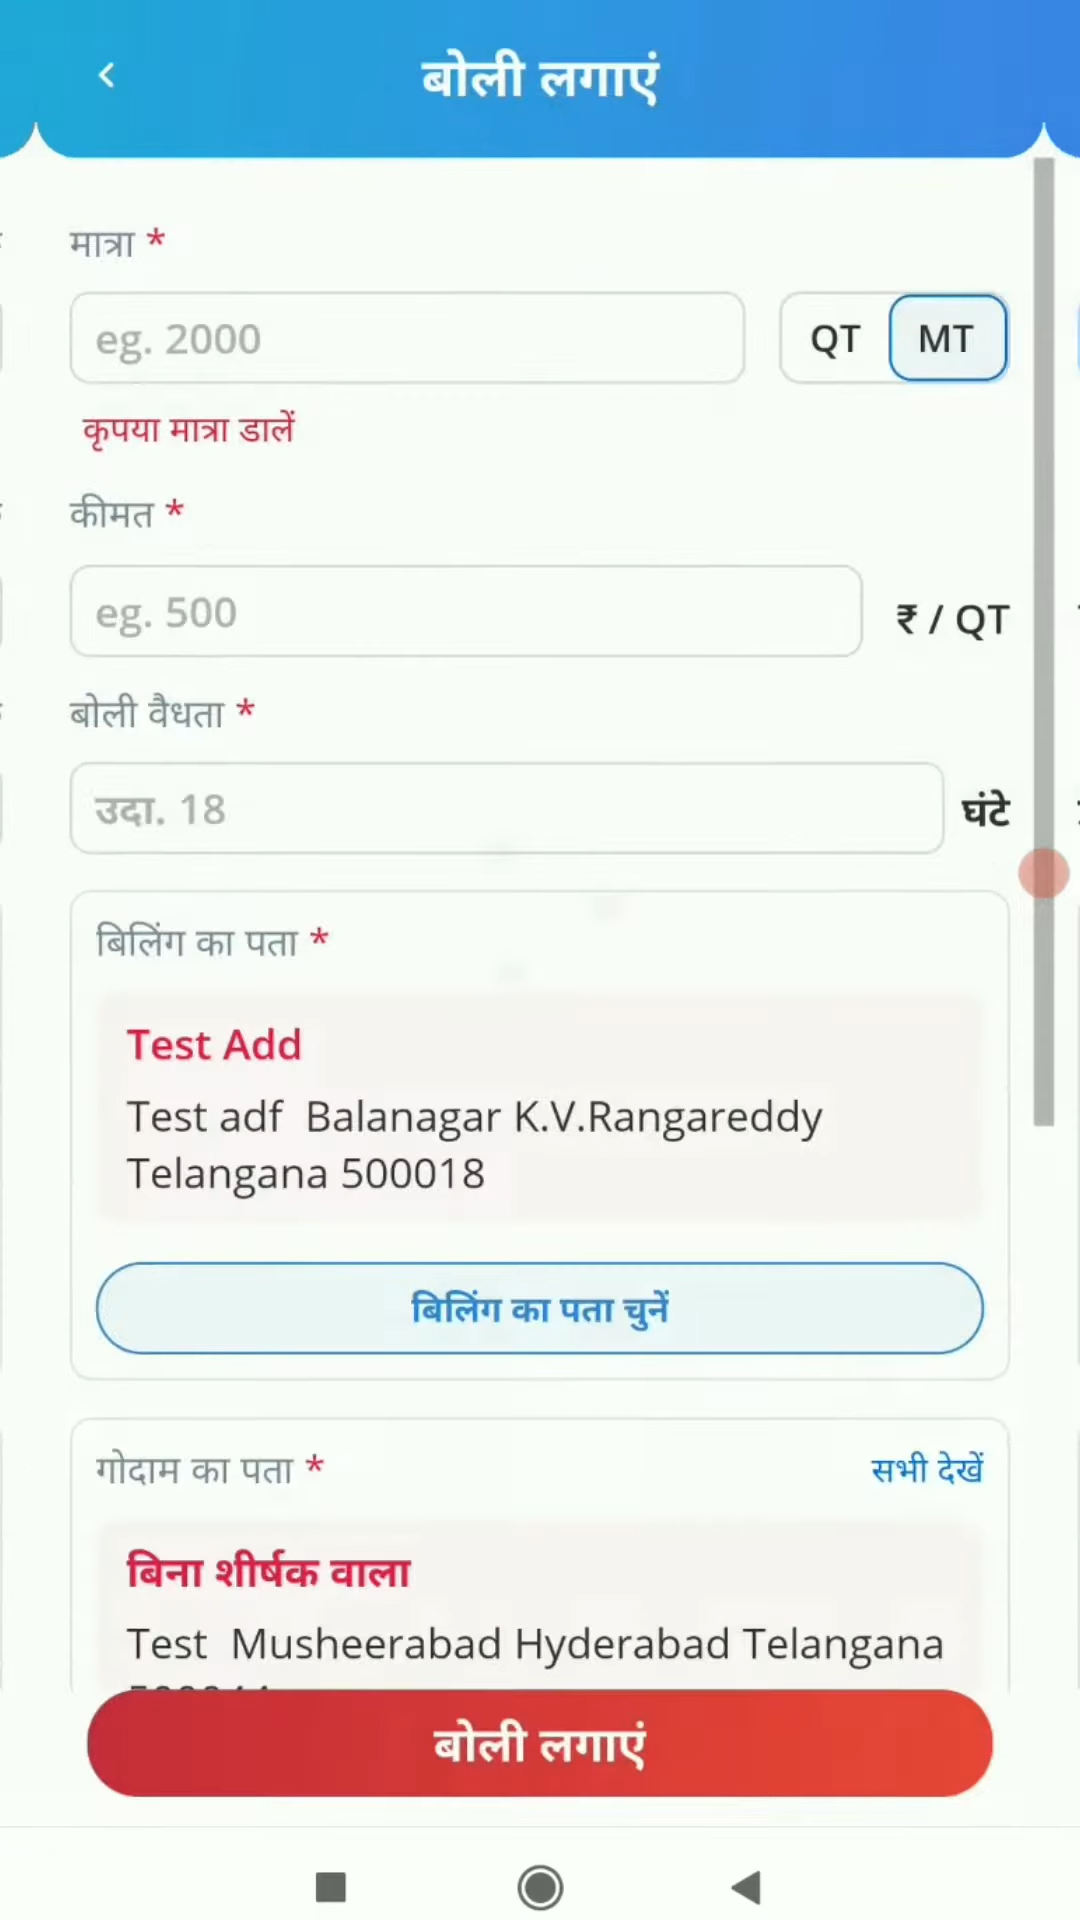 बोली लगाएं
मात्रा *
eg. 2000
QT MT
कृपया मात्रा डालें
कीमत *
eg. 500
₹ / QT
बोली वैधता *
उदा. 18
घंटे
बिलिंग का पता *
Test Add
Test adf Balanagar K.V.Rangareddy
Telangana 500018
बिलिंग का पता चुनें
गोदाम का पता *
सभी देखें
बिना शीर्षक वाला
Test Musheerabad Hyderabad Telangana
बोली लगाएं